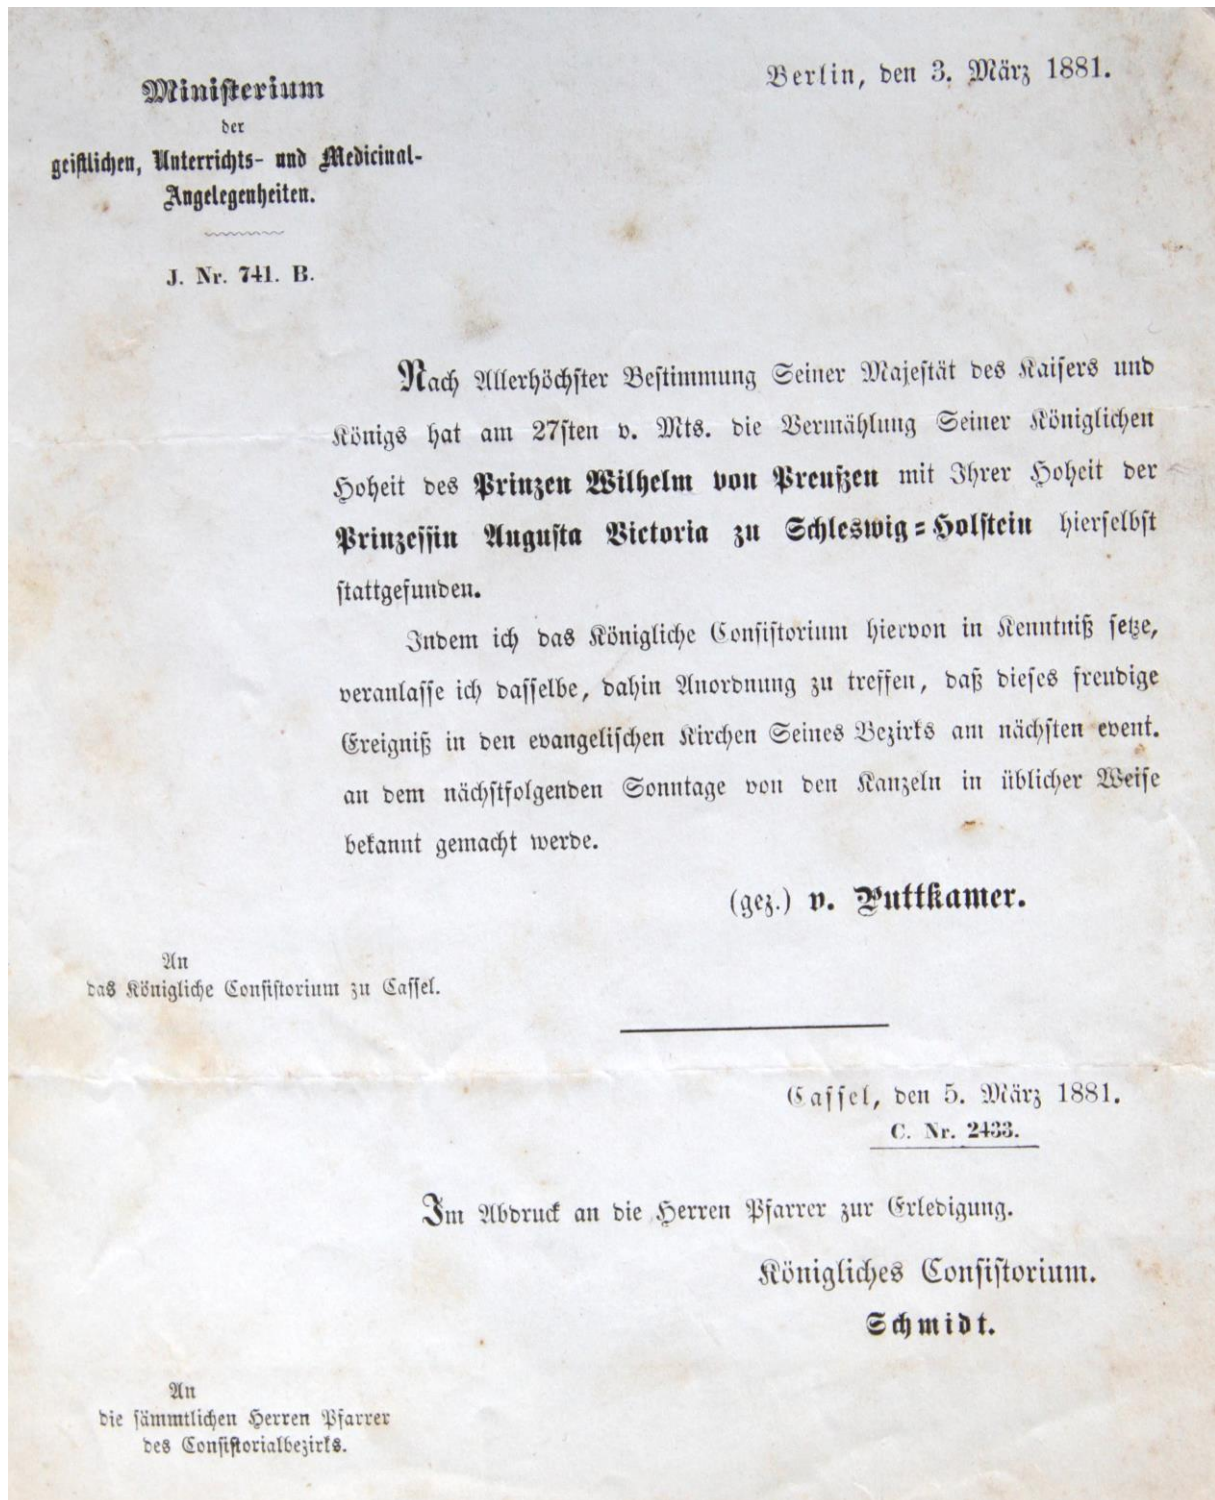 Ministerium
der
geistlichen, Unterrichts- und Medicinal-
Angelegenheiten.
J. Nr. 741. B.
Berlin, den 3. März 1881.
Nach Allerhöchster Bestimmung Seiner Majestät des Kaisers und
Königs hat am 27sten v. Mts. die Vermählung Seiner Königlichen
Hoheit des Prinzen Wilhelm von Preußen mit Ihrer Hoheit der
Prinzessin Augusta Victoria zu Schleswig-Holstein hierselbst
stattgefunden.
Indem ich das Königliche Consistorium hiervon in Kenntniß setze,
veranlasse ich dasselbe, dahin Anordnung zu treffen, daß dieses freudige
Ereigniß in den evangelischen Kirchen Seines Bezirks am nächsten event.
an dem nächstfolgenden Sonntage von den Kanzeln in üblicher Weise
bekannt gemacht werde.
(gez.) v. Puttkamer.
An
das Königliche Consistorium zu Cassel.
Cassel, den 5. März 1881.
C. Nr. 2433.
Im Abdruck an die Herren Pfarrer zur Erledigung.
Königliches Consistorium.
Schmidt.
An
die sämmtlichen Herren Pfarrer
des Consistorialbezirks.